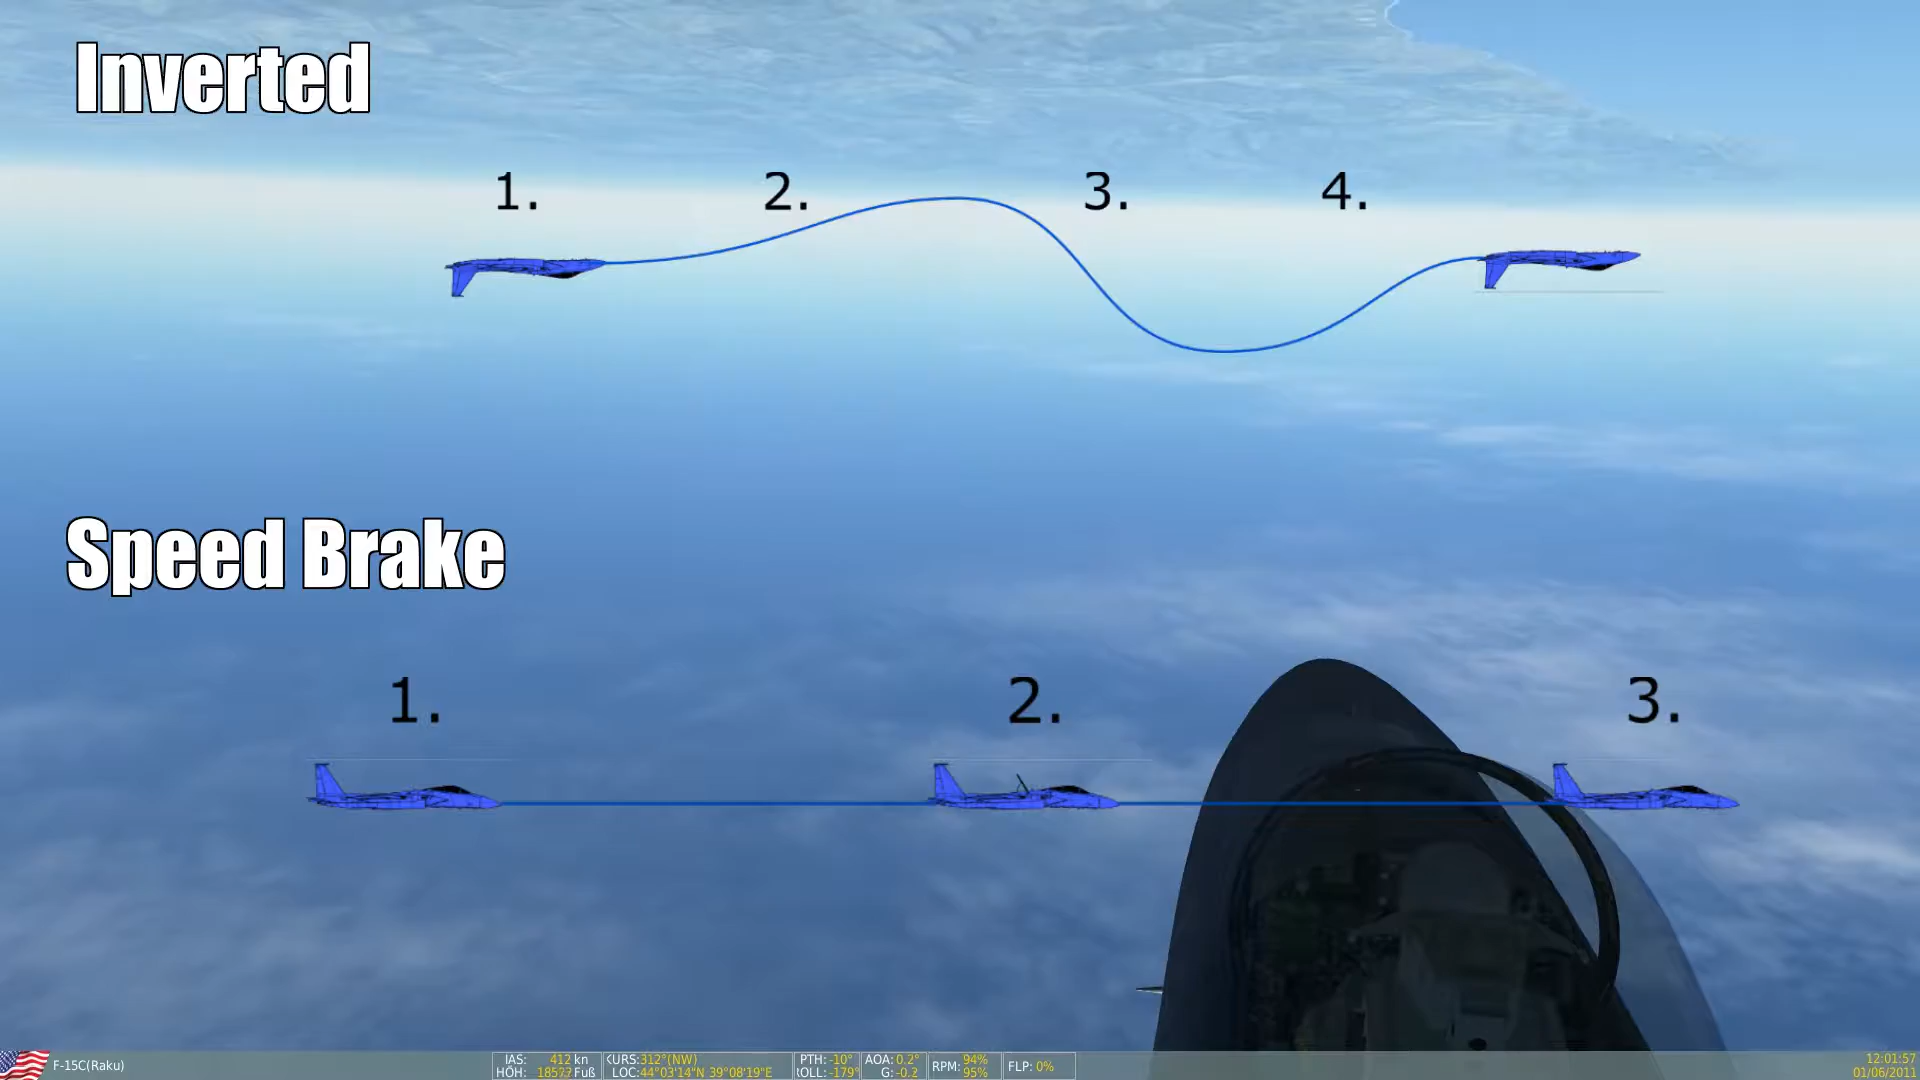 Inverted
1. 2. 3. 4.
Speed Brake
1. 2. 3.
F-15C(Raku)
IAS: 412 kn
HÖH: 18577 Fuß
KURS:312°(NW)
LOC:44°03'14"N 39°08'19"E
PTH: -10°
ROLL: -179°
AOA: 0.2°
G: -0.2
RPM: 94%
95%
FLP: 0%
12:01:57
01/06/2011